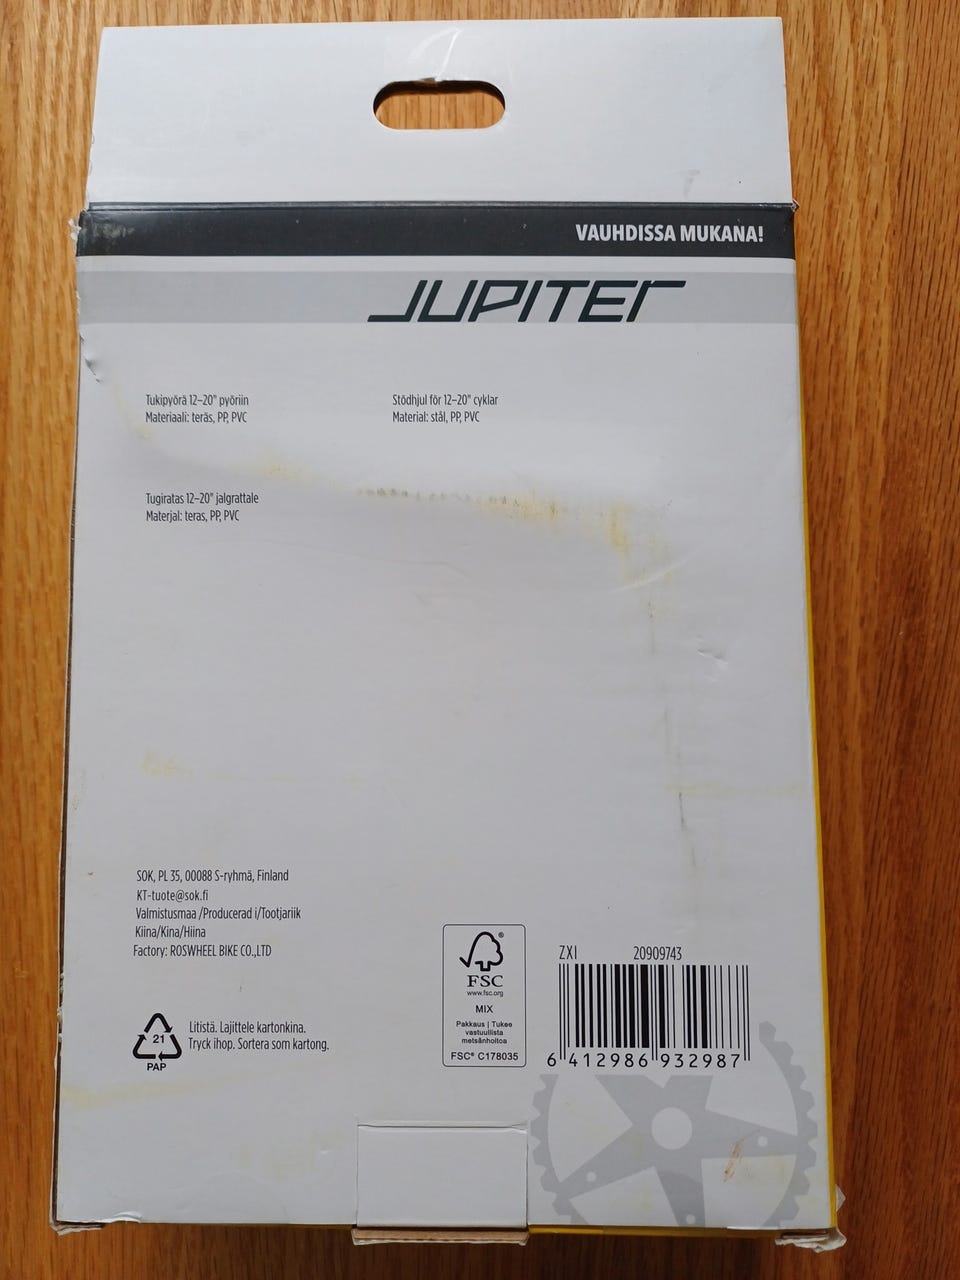 VAUHDISSA MUKANA!
JUPITER
Tukipyörä 12–20" pyöriin
Materiaali: teräs, PP, PVC
Stödhjul för 12–20" cyklar
Material: stål, PP, PVC
Tugiratas 12–20" jalgrattale
Materjal: teras, PP, PVC
SOK, PL 35, 00088 S-ryhmä, Finland
KT-tuote@sok.fi
Valmistusmaa /Producerad i/Tootjariik
Kiina/Kina/Hiina
Factory: ROSWHEEL BIKE CO.,LTD
21
PAP
Litistä. Lajittele kartonkina.
Tryck ihop. Sortera som kartong.
®
FSC
www.fsc.org
MIX
Pakkaus | Tukee
vastuullista
metsänhoitoa
FSC® C178035
ZXI 20909743
6 412986 932987